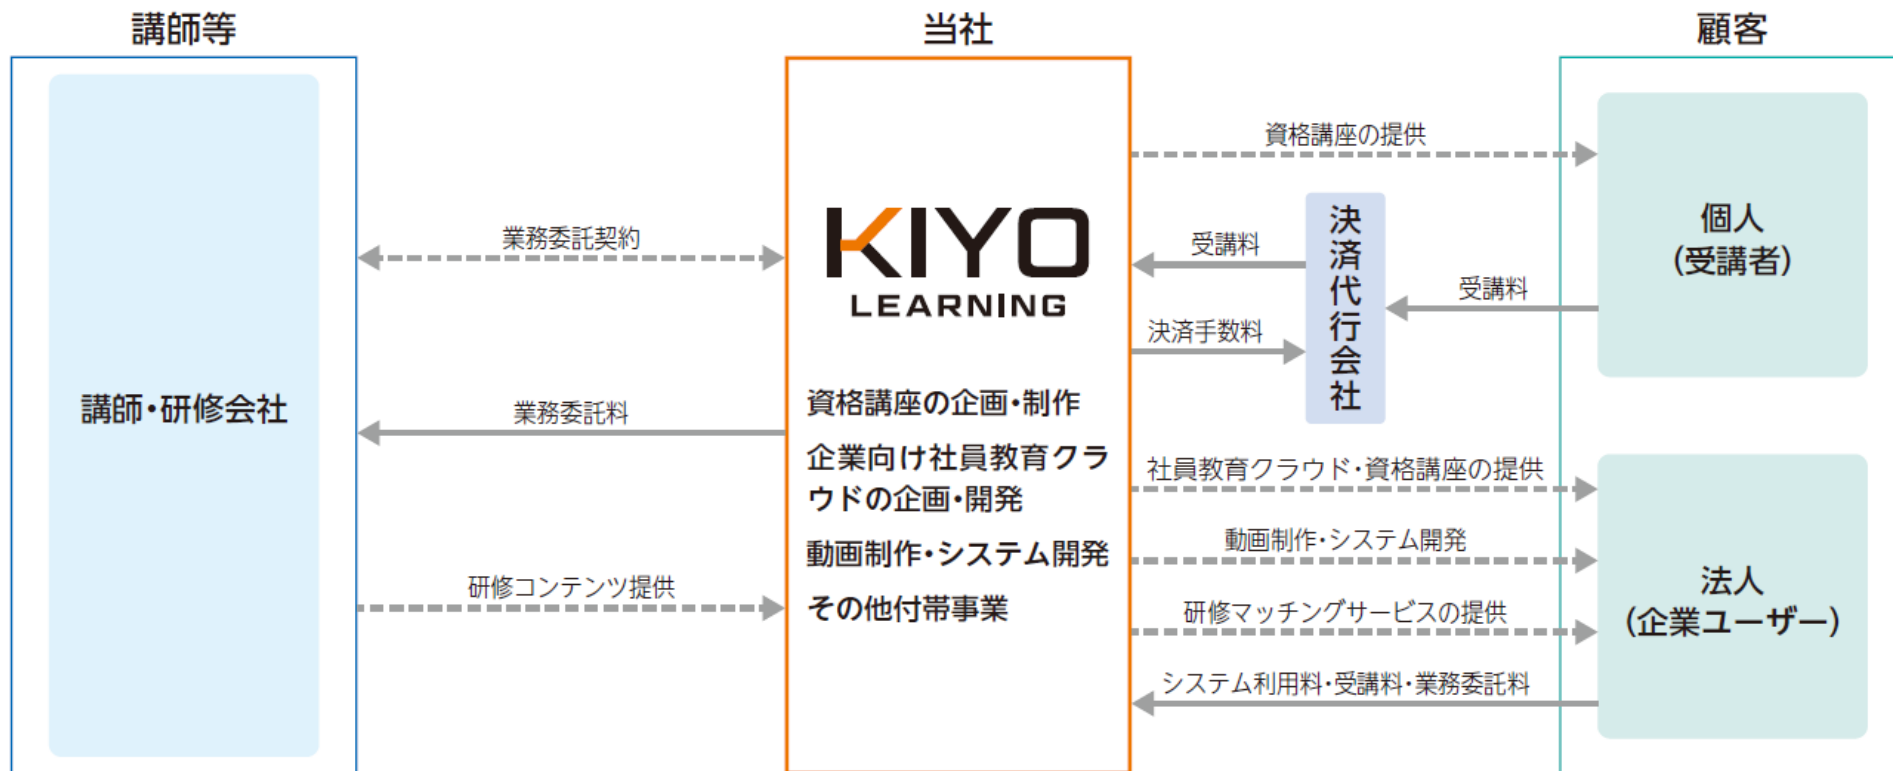 講師等
当社
顧客
講師・研修会社
業務委託契約
業務委託料
研修コンテンツ提供
KIYO
LEARNING
資格講座の企画・制作
企業向け社員教育クラ
ウドの企画・開発
動画制作・システム開発
その他付帯事業
資格講座の提供
受講料
決済手数料
決済代行会社
受講料
個人
（受講者）
社員教育クラウド・資格講座の提供
動画制作・システム開発
研修マッチングサービスの提供
システム利用料・受講料・業務委託料
法人
（企業ユーザー）